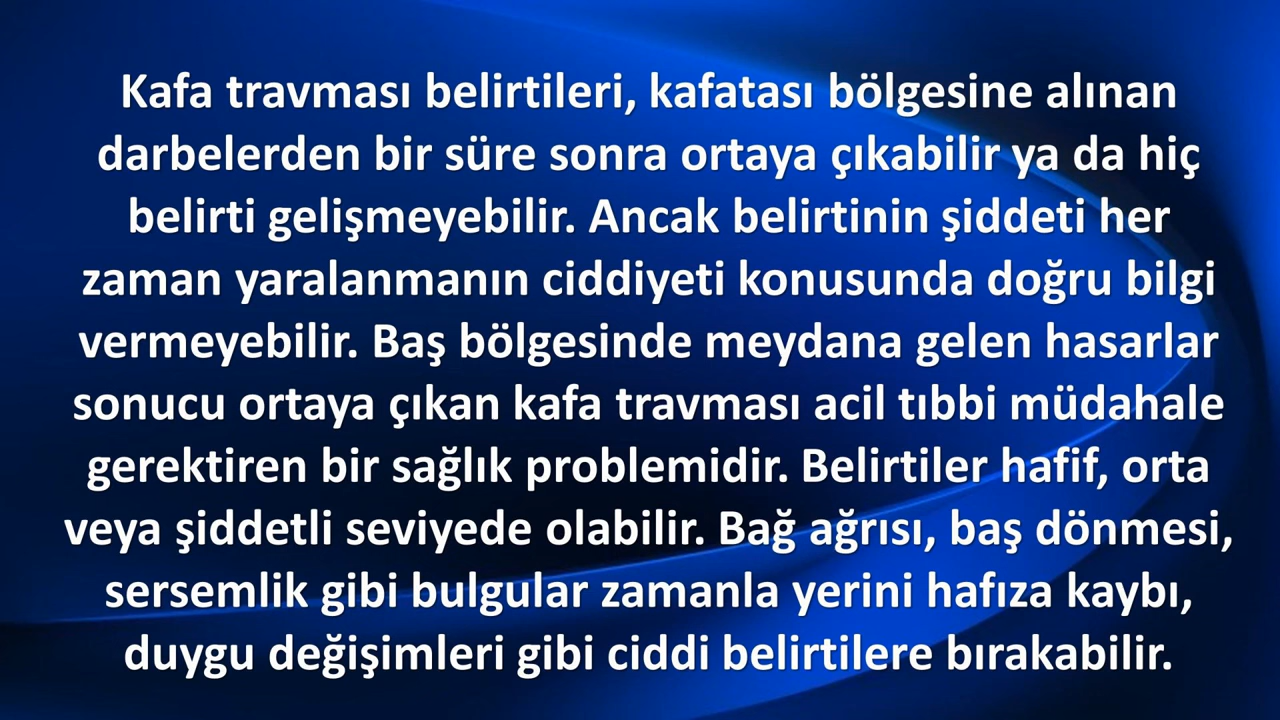 Kafa travması belirtileri, kafatası bölgesine alınan
darbelerden bir süre sonra ortaya çıkabilir ya da hiç
belirti gelişmeyebilir. Ancak belirtinin şiddeti her
zaman yaralanmanın ciddiyeti konusunda doğru bilgi
vermeyebilir. Baş bölgesinde meydana gelen hasarlar
sonucu ortaya çıkan kafa travması acil tıbbi müdahale
gerektiren bir sağlık problemidir. Belirtiler hafif, orta
veya şiddetli seviyede olabilir. Bağ ağrısı, baş dönmesi,
sersemlik gibi bulgular zamanla yerini hafıza kaybı,
duygu değişimleri gibi ciddi belirtilere bırakabilir.